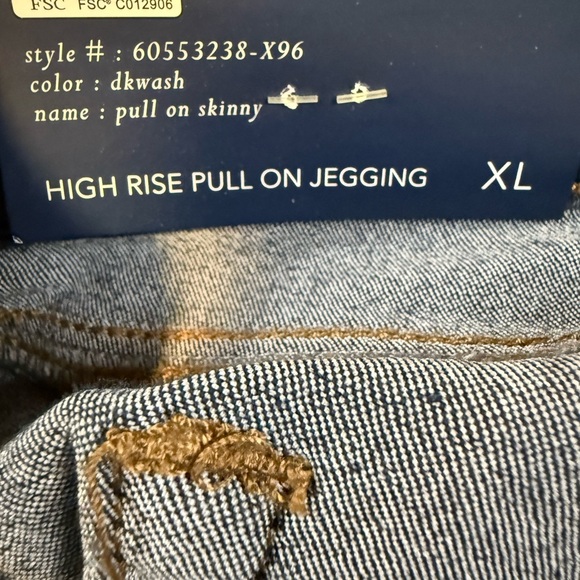 FSC FSC® C012906
style # : 60553238-X96
color : dkwash
name : pull on skinny
HIGH RISE PULL ON JEGGING XL